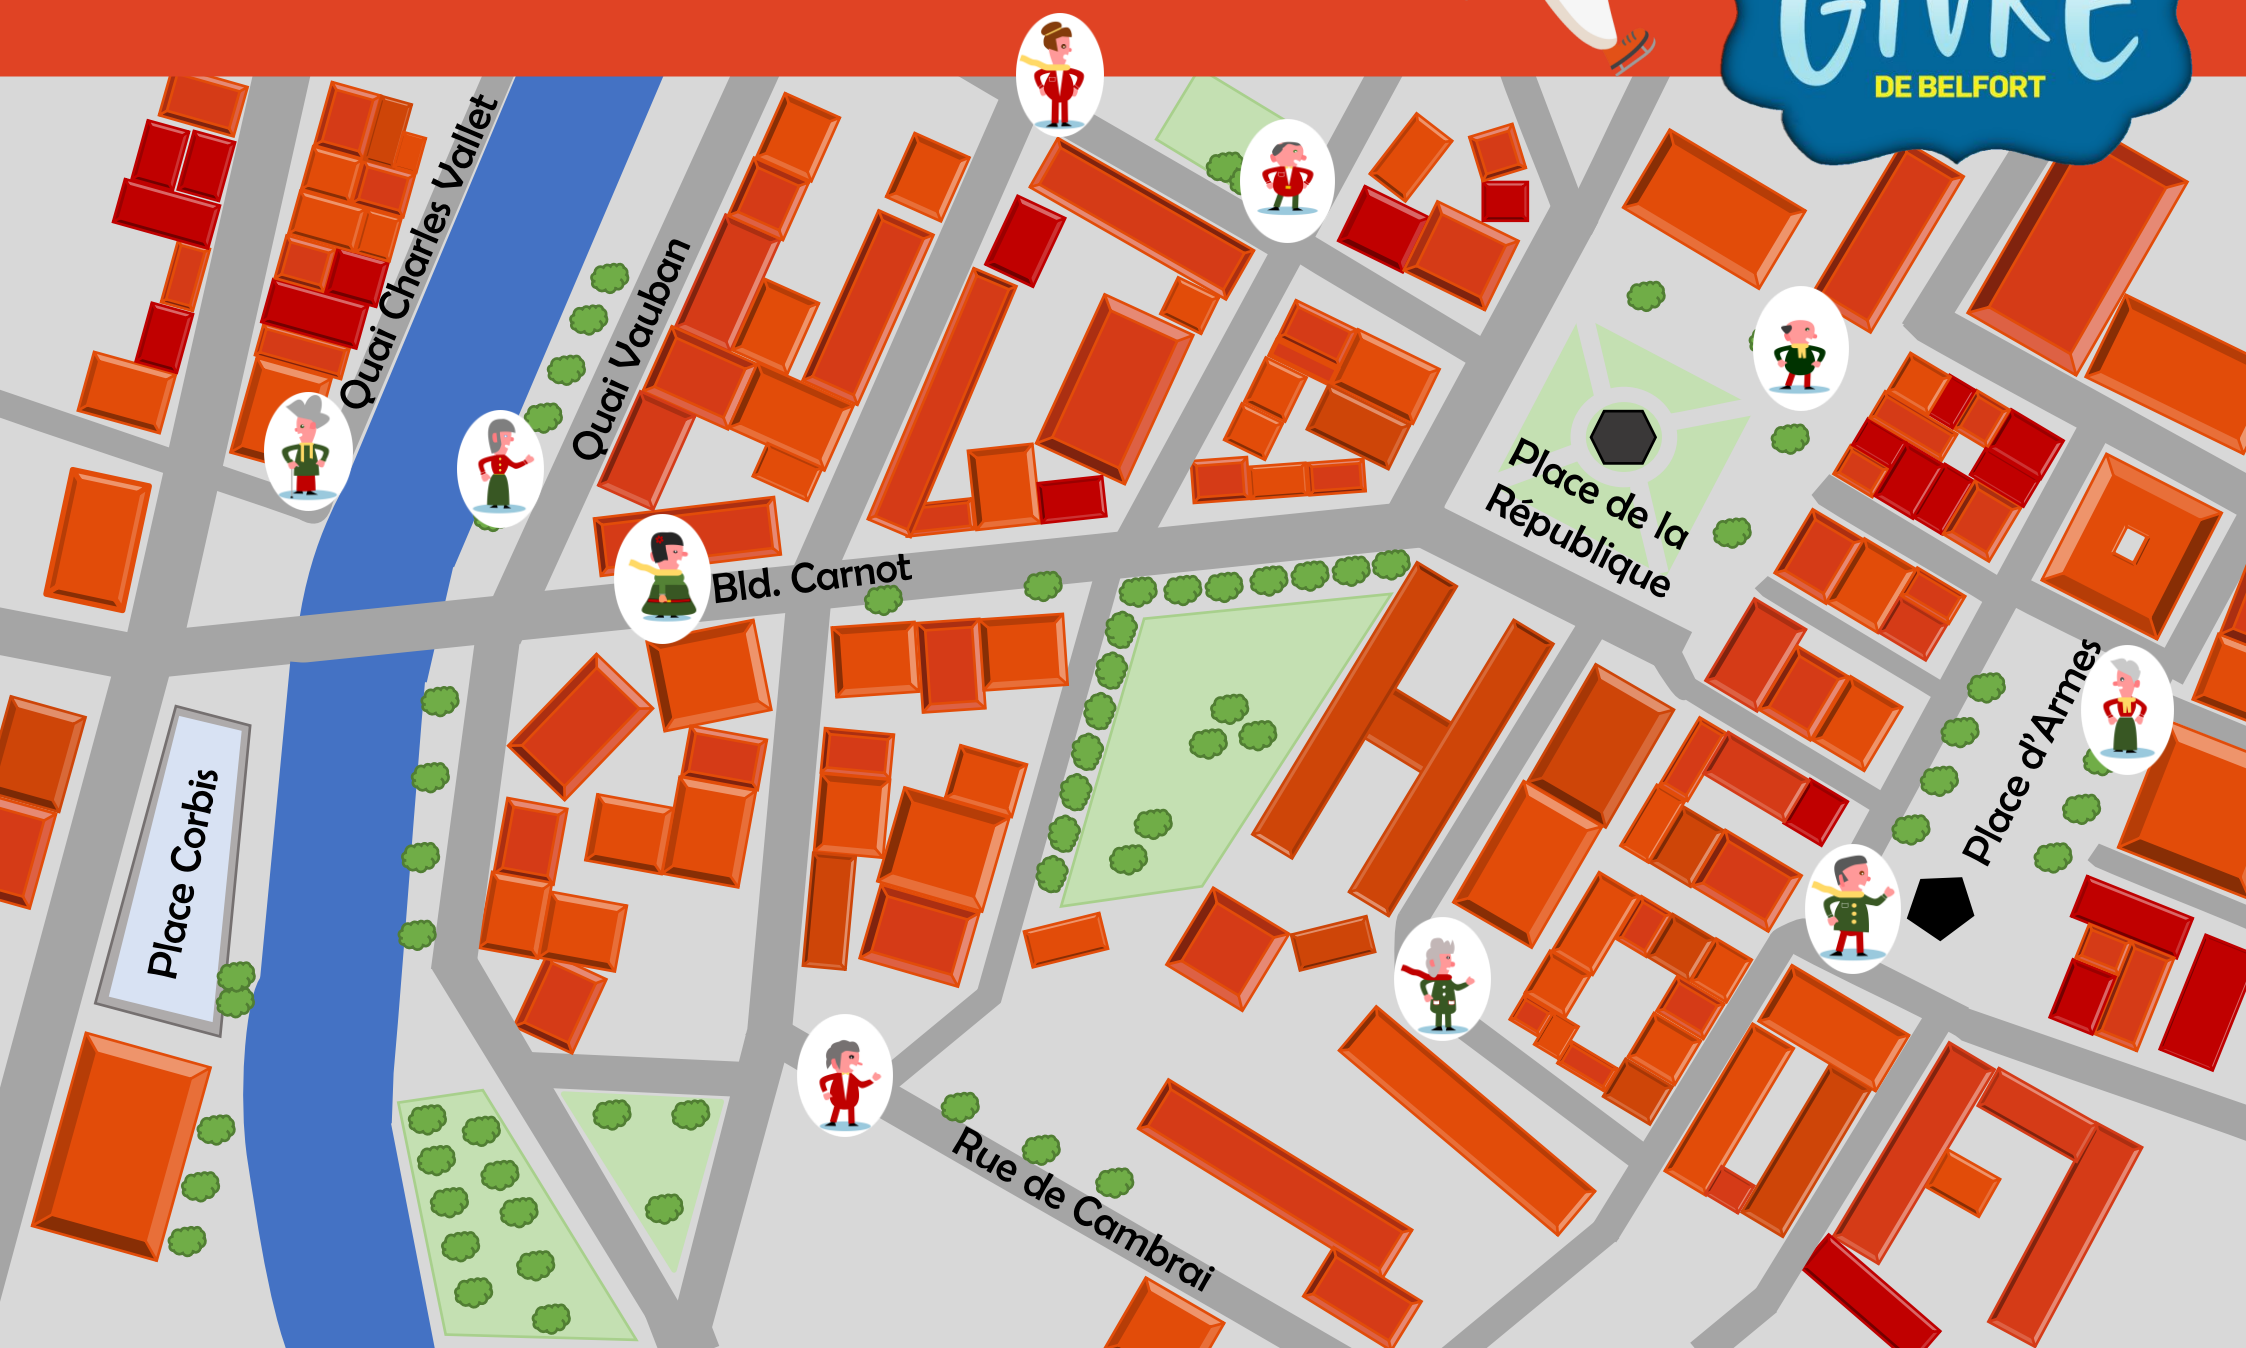 GIVRE
DE BELFORT
Quai Charles Vallet
Quai Vauban
Bld. Carnot
Place de la
République
Place d'Armes
Place Corbis
Rue de Cambrai